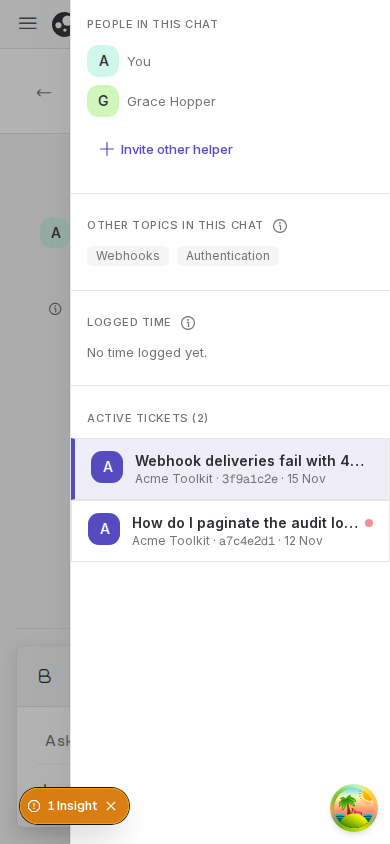 PEOPLE IN THIS CHAT
A You
G Grace Hopper
Invite other helper
A
OTHER TOPICS IN THIS CHAT
Webhooks Authentication
LOGGED TIME
No time logged yet.
ACTIVE TICKETS (2)
A Webhook deliveries fail with 4…
Acme Toolkit · 3f9a1c2e · 15 Nov
A How do I paginate the audit lo…
Acme Toolkit · a7c4e2d1 · 12 Nov
B
Ask
1 Insight